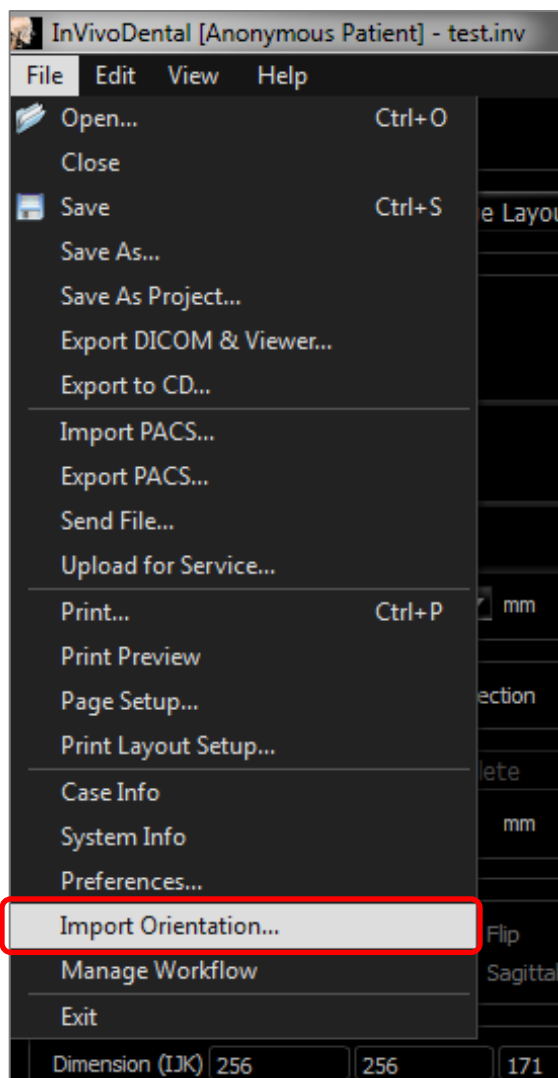 InVivoDental [Anonymous Patient] - test.inv
File Edit View Help
Open... Ctrl+O
Close
Save Ctrl+S
e Layou
Save As...
Save As Project...
Export DICOM & Viewer...
Export to CD...
Import PACS...
Export PACS...
Send File...
Upload for Service...
Print... Ctrl+P
mm
Print Preview
Page Setup...
ection
Print Layout Setup...
lete
Case Info
System Info
mm
Preferences...
Import Orientation...
Flip
Manage Workflow
Sagittal
Exit
Dimension (IJK) 256 256 171